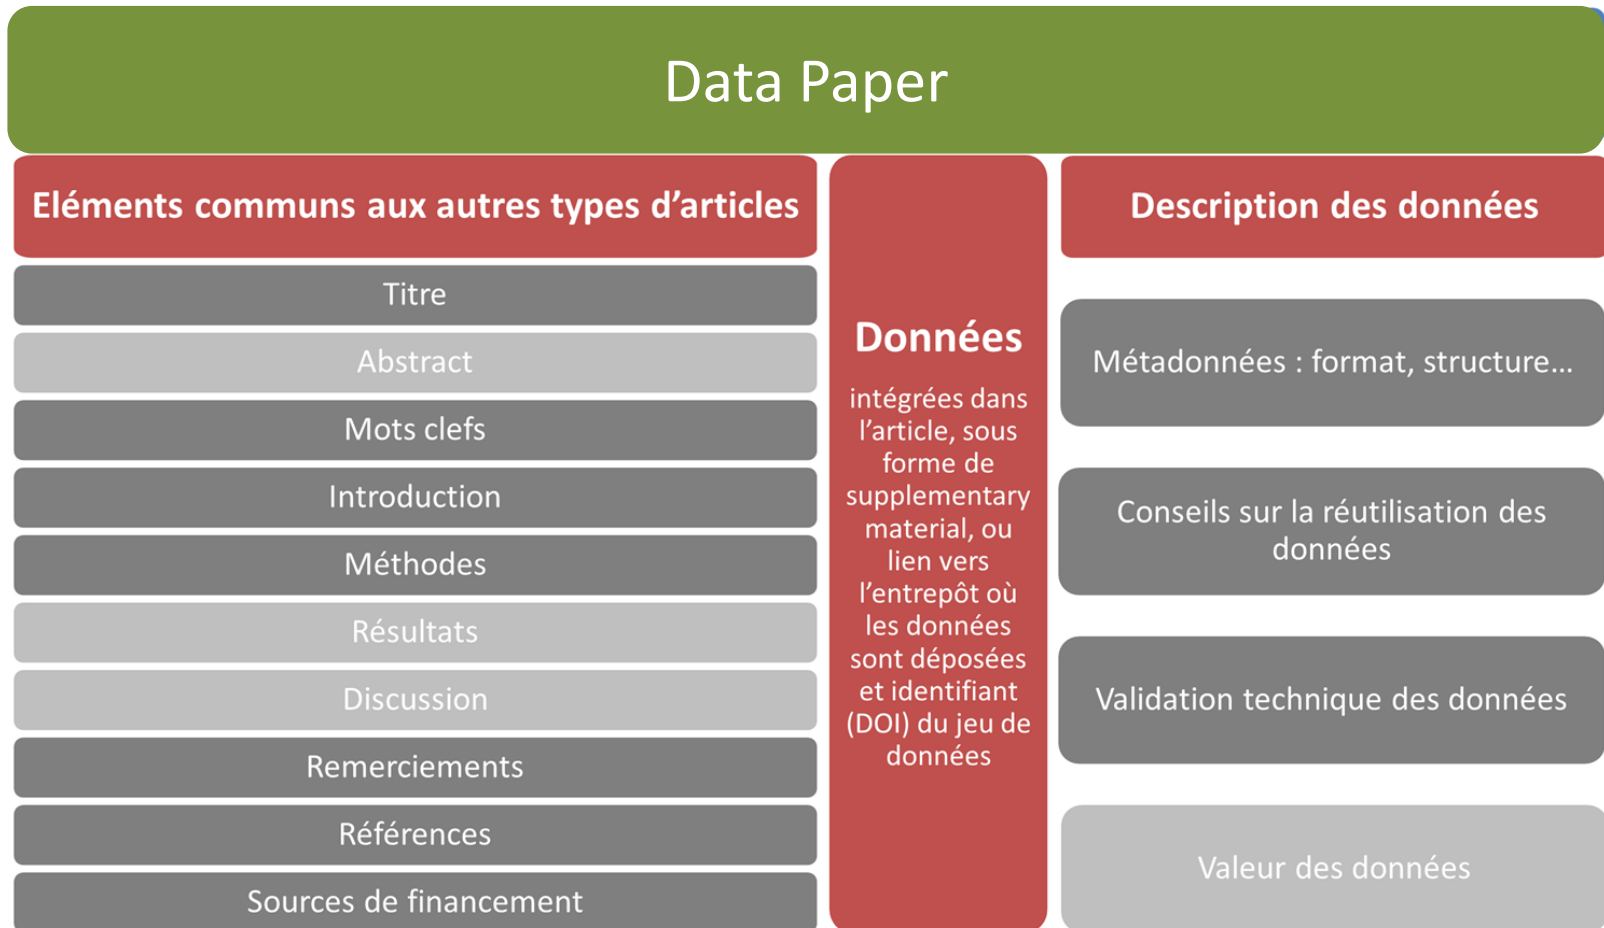 Data Paper
Eléments communs aux autres types d’articles
Titre
Abstract
Mots clefs
Introduction
Méthodes
Résultats
Discussion
Remerciements
Références
Sources de financement
Données
intégrées dans
l’article, sous
forme de
supplementary
material, ou
lien vers
l’entrepôt où
les données
sont déposées
et identifiant
(DOI) du jeu de
données
Description des données
Métadonnées : format, structure…
Conseils sur la réutilisation des
données
Validation technique des données
Valeur des données